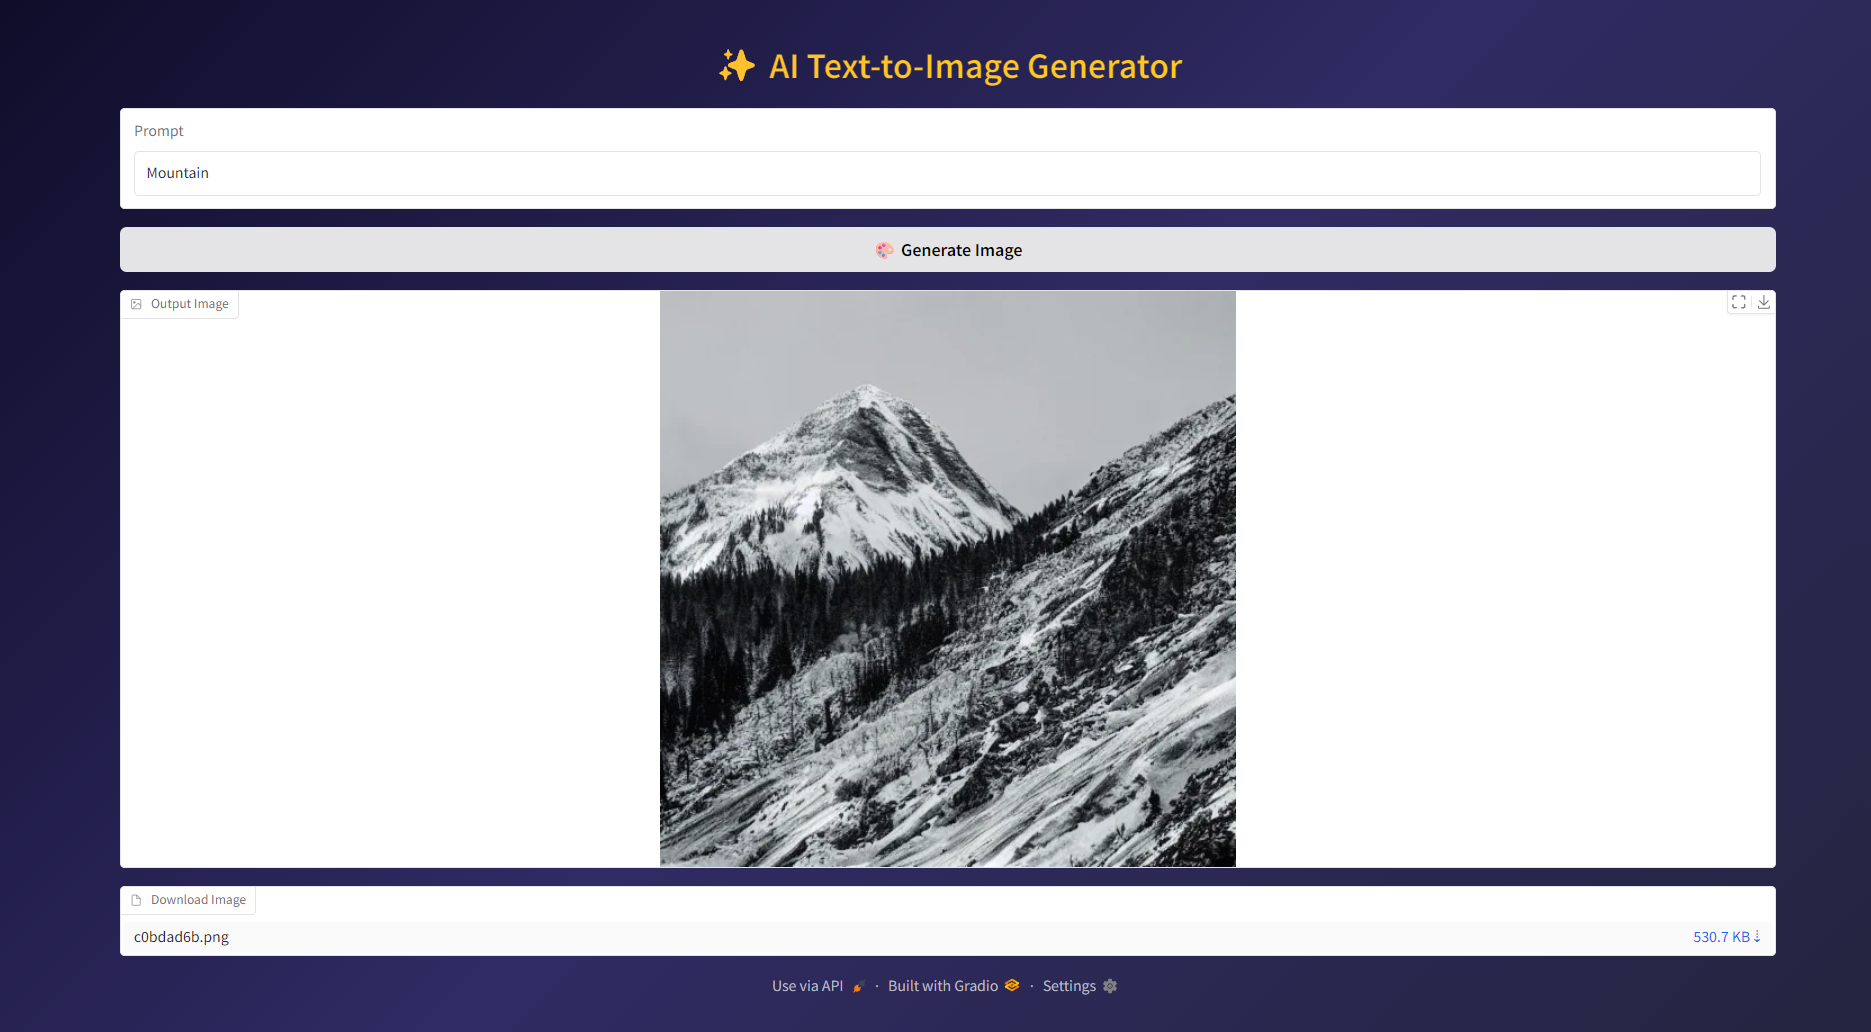 ✨ AI Text-to-Image Generator
Prompt
Mountain
🎨 Generate Image
Output Image
Download Image
c0bdad6b.png
530.7 KB ⇣
Use via API 🚀 · Built with Gradio · Settings ⚙️